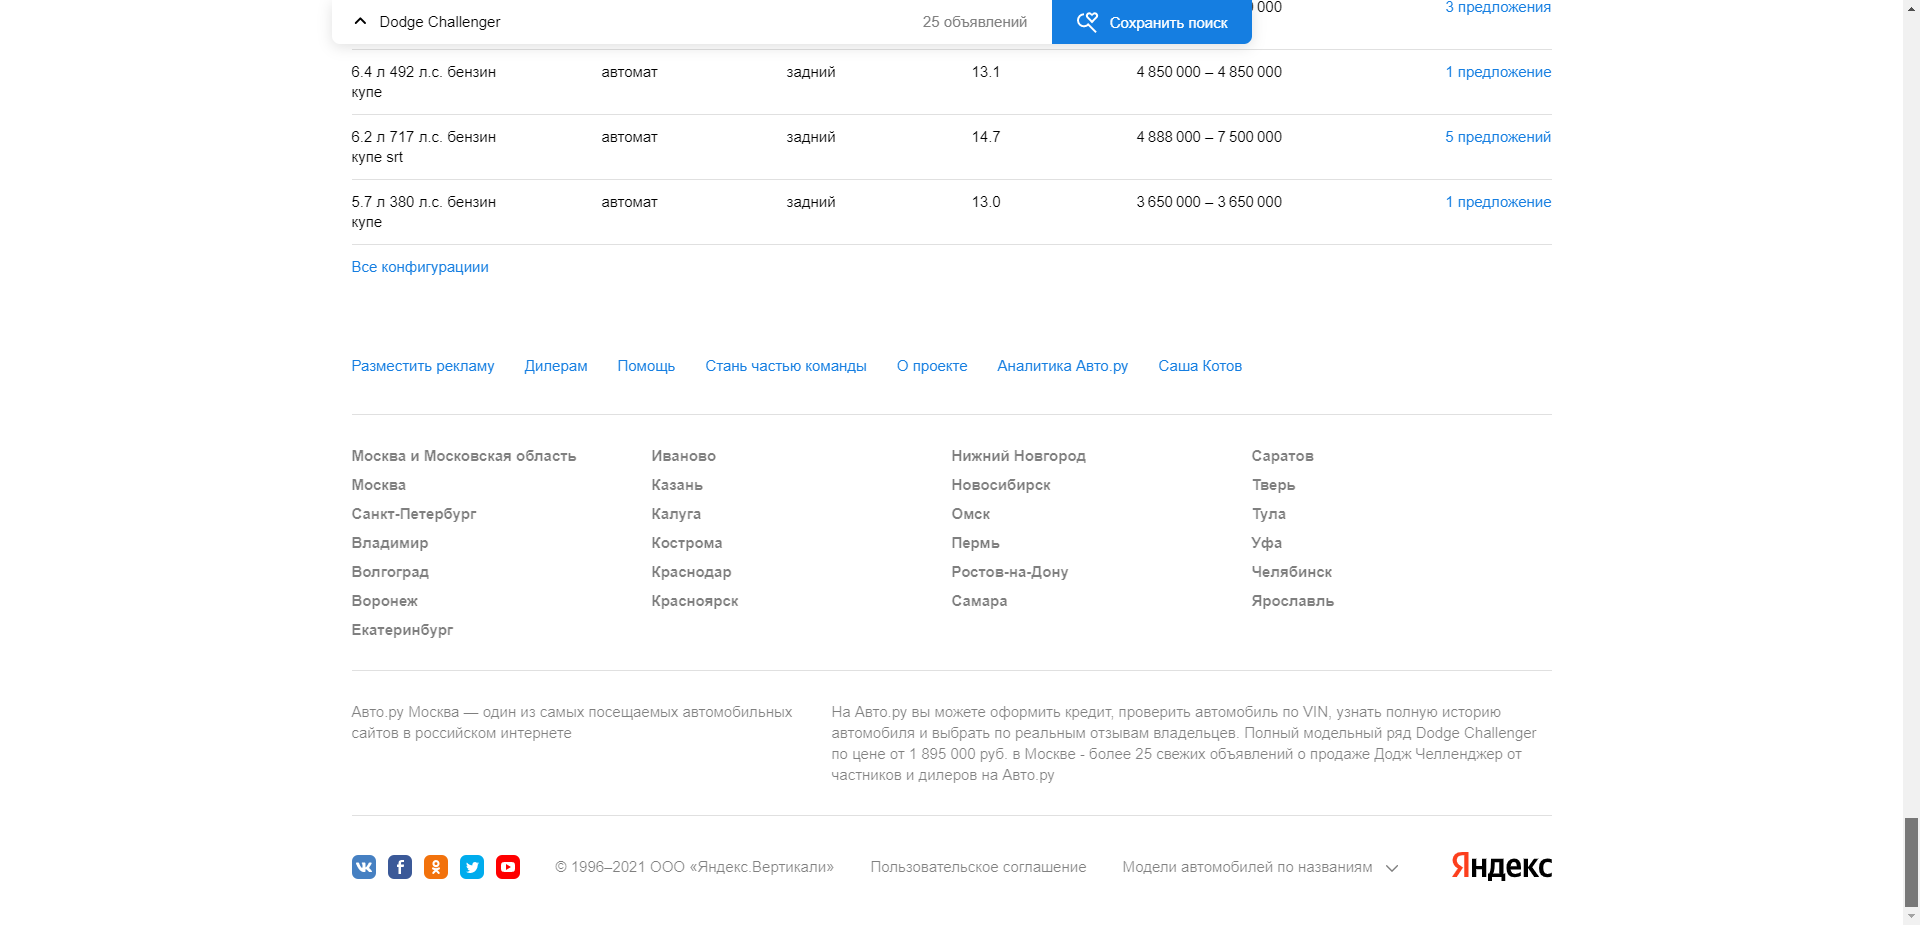 Dodge Challenger 25 объявлений Сохранить поиск 000 3 предложения
6.4 л 492 л.с. бензин автомат задний 13.1 4 850 000 – 4 850 000 1 предложение
купе
6.2 л 717 л.с. бензин автомат задний 14.7 4 888 000 – 7 500 000 5 предложений
купе srt
5.7 л 380 л.с. бензин автомат задний 13.0 3 650 000 – 3 650 000 1 предложение
купе
Все конфигурациии
Разместить рекламу Дилерам Помощь Стань частью команды О проекте Аналитика Авто.ру Саша Котов
Москва и Московская область Иваново Нижний Новгород Саратов
Москва Казань Новосибирск Тверь
Санкт-Петербург Калуга Омск Тула
Владимир Кострома Пермь Уфа
Волгоград Краснодар Ростов-на-Дону Челябинск
Воронеж Красноярск Самара Ярославль
Екатеринбург
Авто.ру Москва — один из самых посещаемых автомобильных
сайтов в российском интернете
На Авто.ру вы можете оформить кредит, проверить автомобиль по VIN, узнать полную историю
автомобиля и выбрать по реальным отзывам владельцев. Полный модельный ряд Dodge Challenger
по цене от 1 895 000 руб. в Москве - более 25 свежих объявлений о продаже Додж Челленджер от
частников и дилеров на Авто.ру
© 1996–2021 ООО «Яндекс.Вертикали» Пользовательское соглашение Модели автомобилей по названиям Яндекс